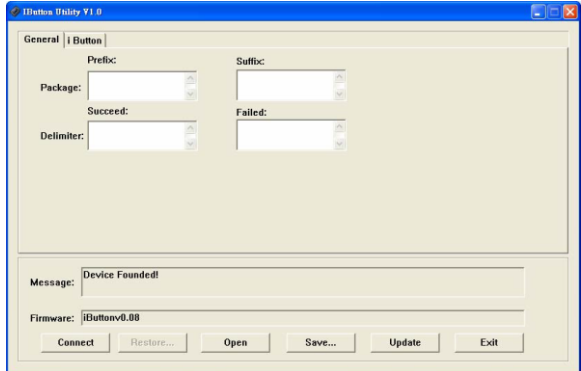 IButton Utility V1.0
General i Button
Prefix: Suffix:
Package:
Succeed: Failed:
Delimiter:
Message: Device Founded!
Firmware: iButtonv0.08
Connect Restore... Open Save... Update Exit